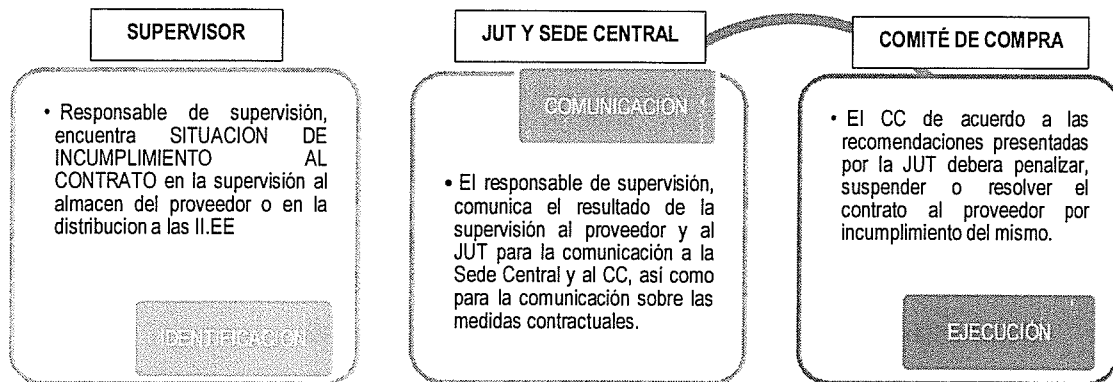 SUPERVISOR
• Responsable de supervisión,
encuentra SITUACION DE
INCUMPLIMIENTO AL
CONTRATO en la supervisión al
almacen del proveedor o en la
distribucion a las II.EE
IDENTIFICACIÓN
JUT Y SEDE CENTRAL
COMUNICACIÓN
• El responsable de supervisión,
comunica el resultado de la
supervisión al proveedor y al
JUT para la comunicación a la
Sede Central y al CC, así como
para la comunicación sobre las
medidas contractuales.
COMITÉ DE COMPRA
• El CC de acuerdo a las
recomendaciones presentadas
por la JUT debera penalizar,
suspender o resolver el
contrato al proveedor por
incumplimiento del mismo.
EJECUCIÓN